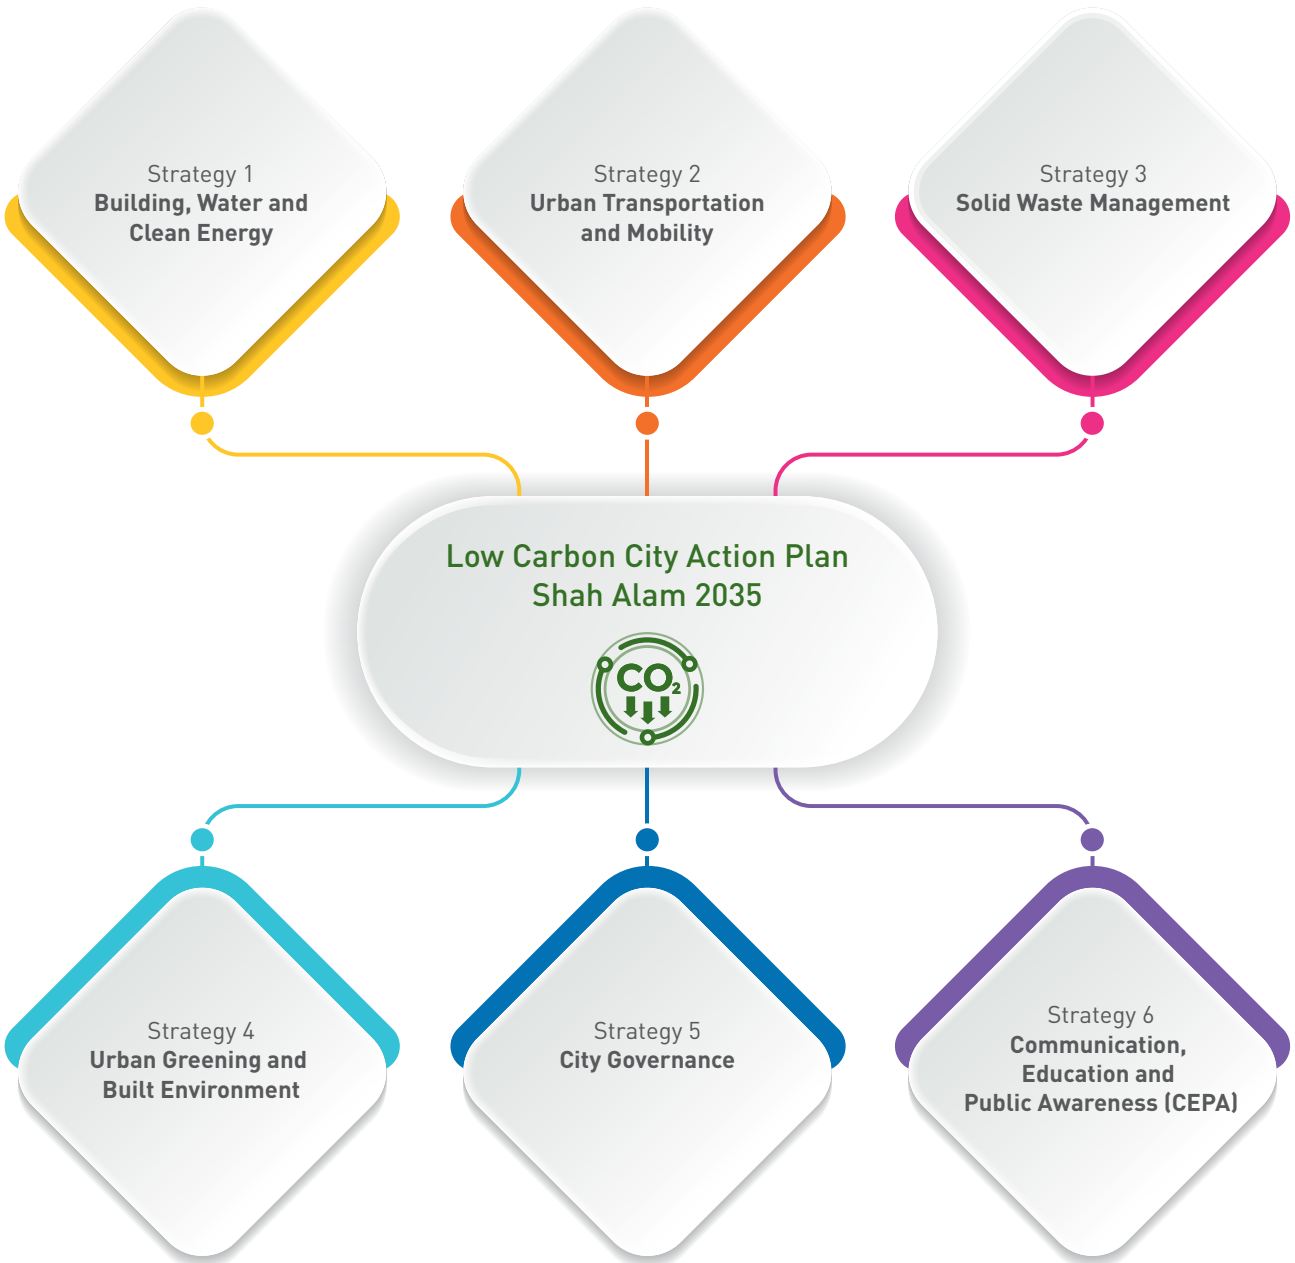 Strategy 1
Building, Water and
Clean Energy
Strategy 2
Urban Transportation
and Mobility
Strategy 3
Solid Waste Management
Low Carbon City Action Plan
Shah Alam 2035
CO₂
Strategy 4
Urban Greening and
Built Environment
Strategy 5
City Governance
Strategy 6
Communication,
Education and
Public Awareness (CEPA)